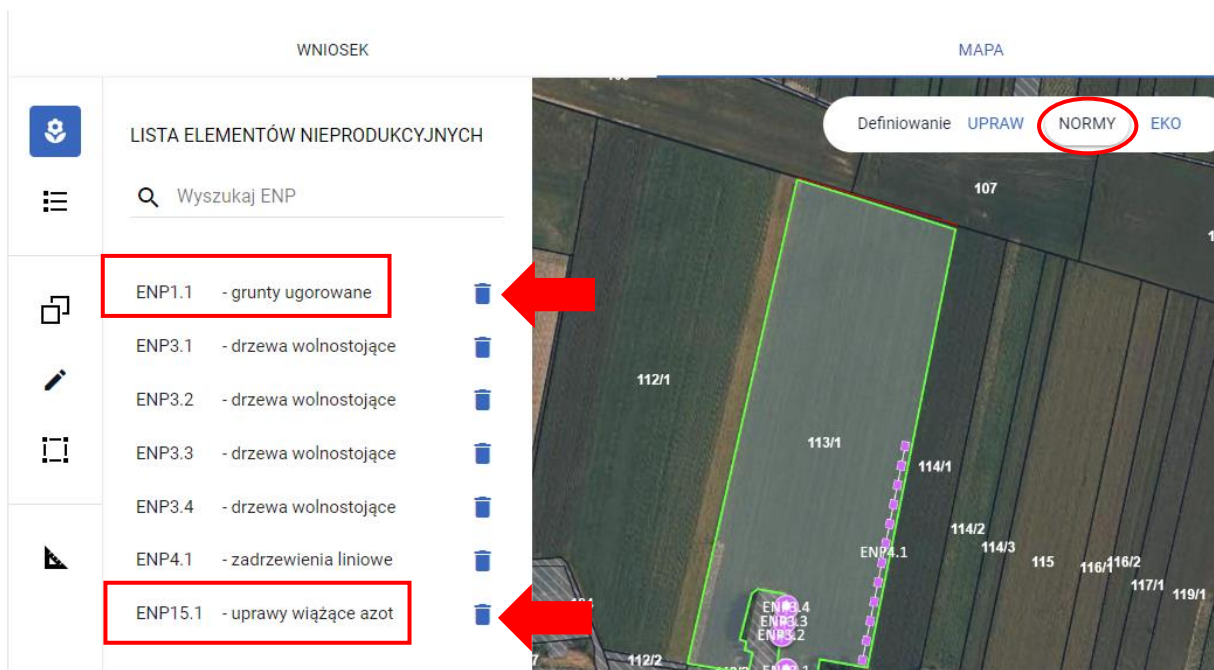 WNIOSEK
MAPA
LISTA ELEMENTÓW NIEPRODUKCYJNYCH
Wyszukaj ENP
ENP1.1 - grunty ugorowane
ENP3.1 - drzewa wolnostojące
ENP3.2 - drzewa wolnostojące
ENP3.3 - drzewa wolnostojące
ENP3.4 - drzewa wolnostojące
ENP4.1 - zadrzewienia liniowe
ENP15.1 - uprawy wiążące azot
Definiowanie UPRAW NORMY EKO
107
112/1
113/1
114/1
114/2
114/3
115
116/1
116/2
117/1
119/1
ENP4.1
ENP3.4
ENP3.3
ENP3.2
112/2